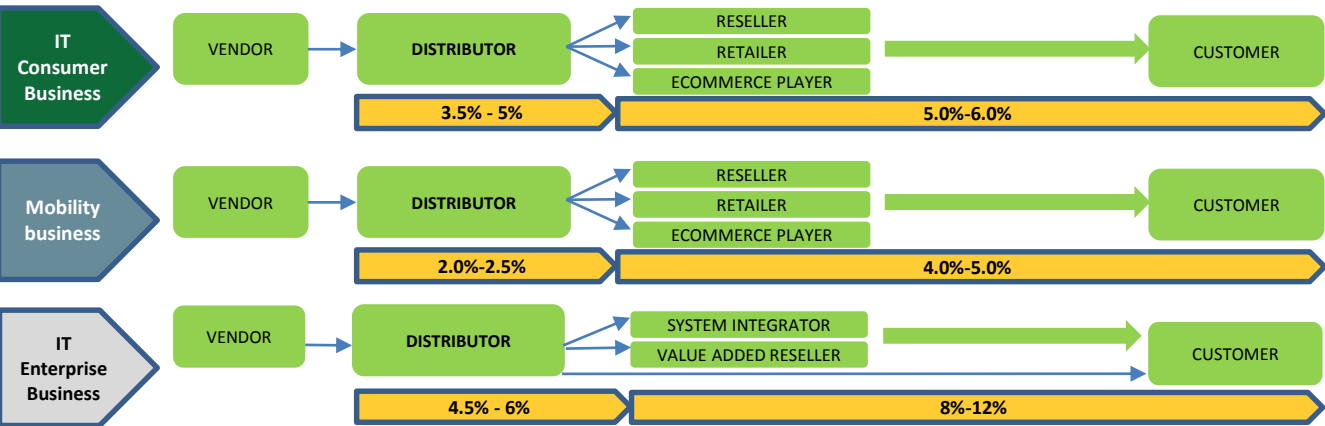 IT
Consumer
Business
VENDOR
DISTRIBUTOR
RESELLER
RETAILER
ECOMMERCE PLAYER
CUSTOMER
3.5% - 5%
5.0%-6.0%
Mobility
business
VENDOR
DISTRIBUTOR
RESELLER
RETAILER
ECOMMERCE PLAYER
CUSTOMER
2.0%-2.5%
4.0%-5.0%
IT
Enterprise
Business
VENDOR
DISTRIBUTOR
SYSTEM INTEGRATOR
VALUE ADDED RESELLER
CUSTOMER
4.5% - 6%
8%-12%